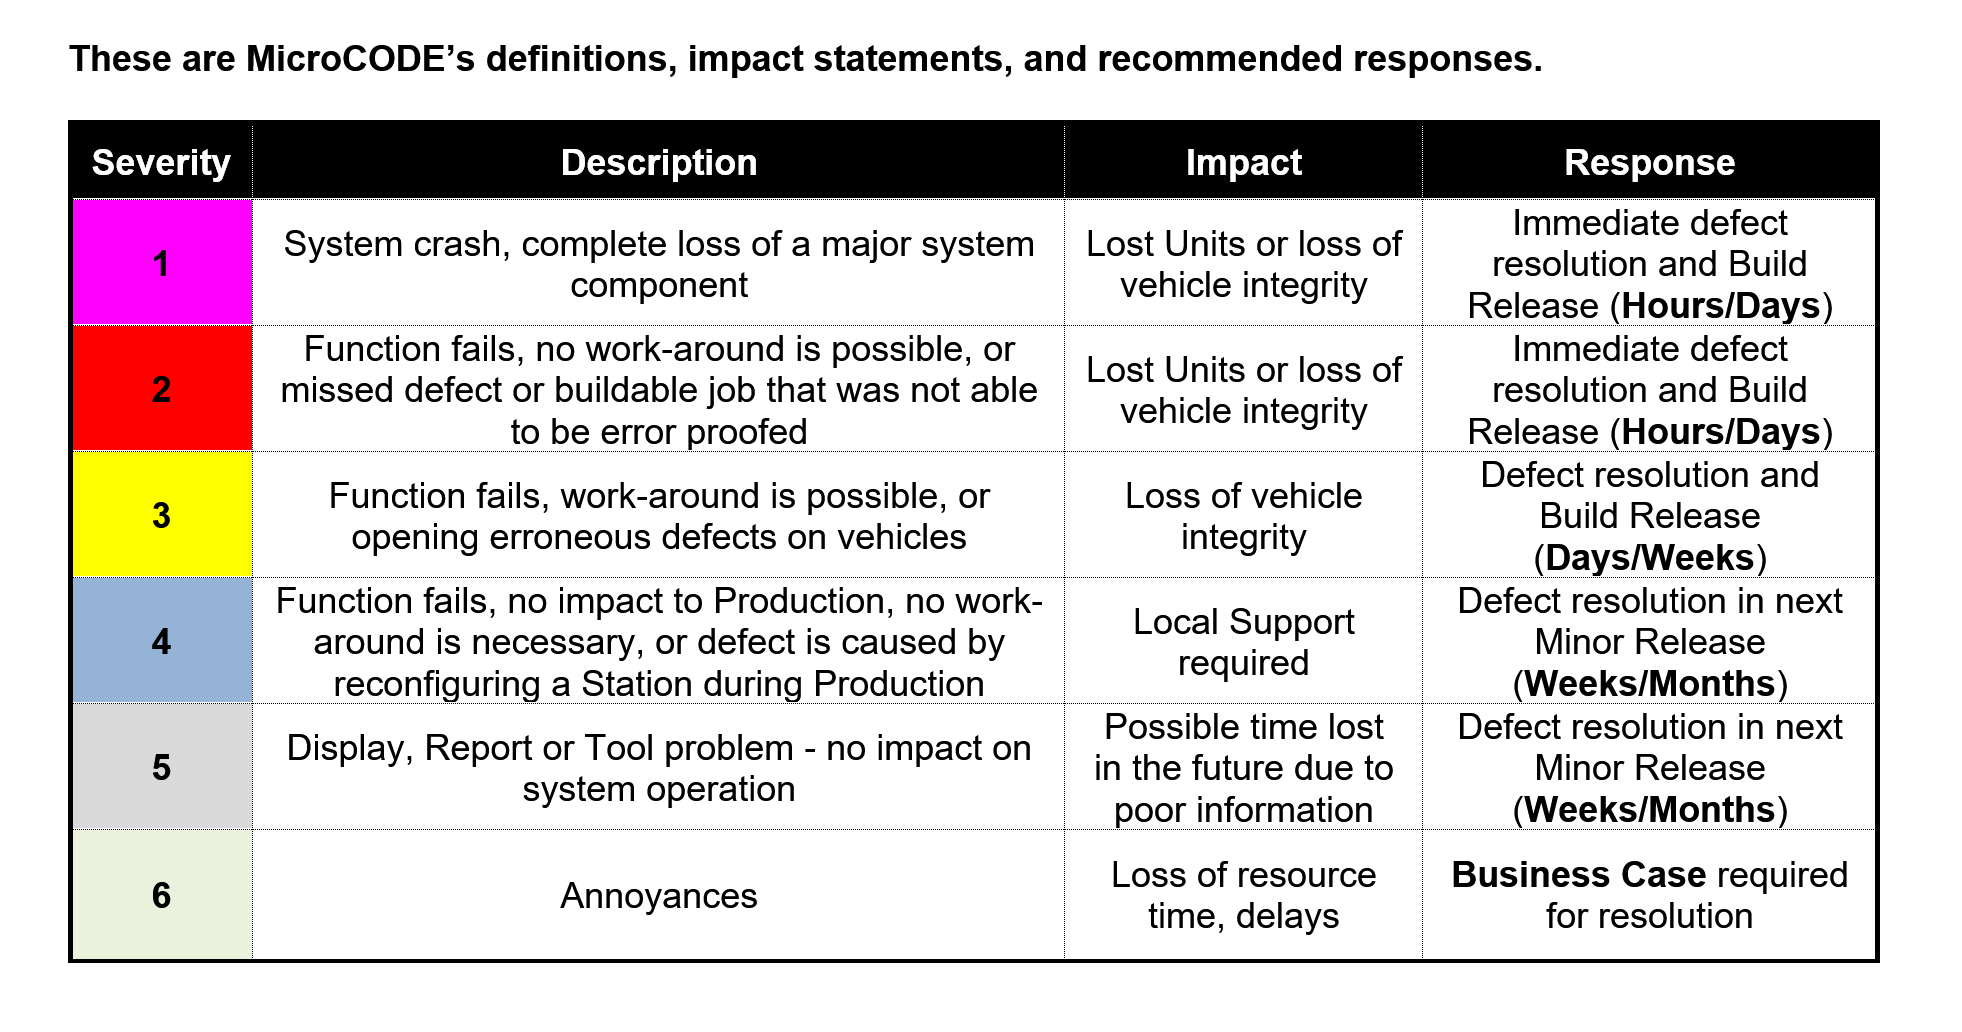 These are MicroCODE’s definitions, impact statements, and recommended responses.
Severity Description Impact Response
1
System crash, complete loss of a major system
component
Lost Units or loss of
vehicle integrity
Immediate defect
resolution and Build
Release (Hours/Days)
2
Function fails, no work-around is possible, or
missed defect or buildable job that was not able
to be error proofed
Lost Units or loss of
vehicle integrity
Immediate defect
resolution and Build
Release (Hours/Days)
3
Function fails, work-around is possible, or
opening erroneous defects on vehicles
Loss of vehicle
integrity
Defect resolution and
Build Release
(Days/Weeks)
4
Function fails, no impact to Production, no work-
around is necessary, or defect is caused by
reconfiguring a Station during Production
Local Support
required
Defect resolution in next
Minor Release
(Weeks/Months)
5
Display, Report or Tool problem - no impact on
system operation
Possible time lost
in the future due to
poor information
Defect resolution in next
Minor Release
(Weeks/Months)
6
Annoyances
Loss of resource
time, delays
Business Case required
for resolution